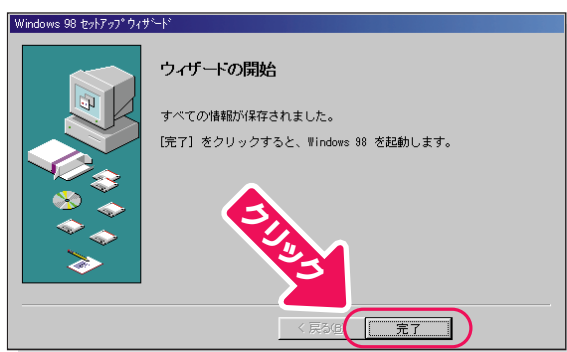 Windows 98 セットアップ ウィザード
ウィザードの開始
すべての情報が保存されました。
[完了] をクリックすると、Windows 98 を起動します。
クリック
< 戻る(B)
完了